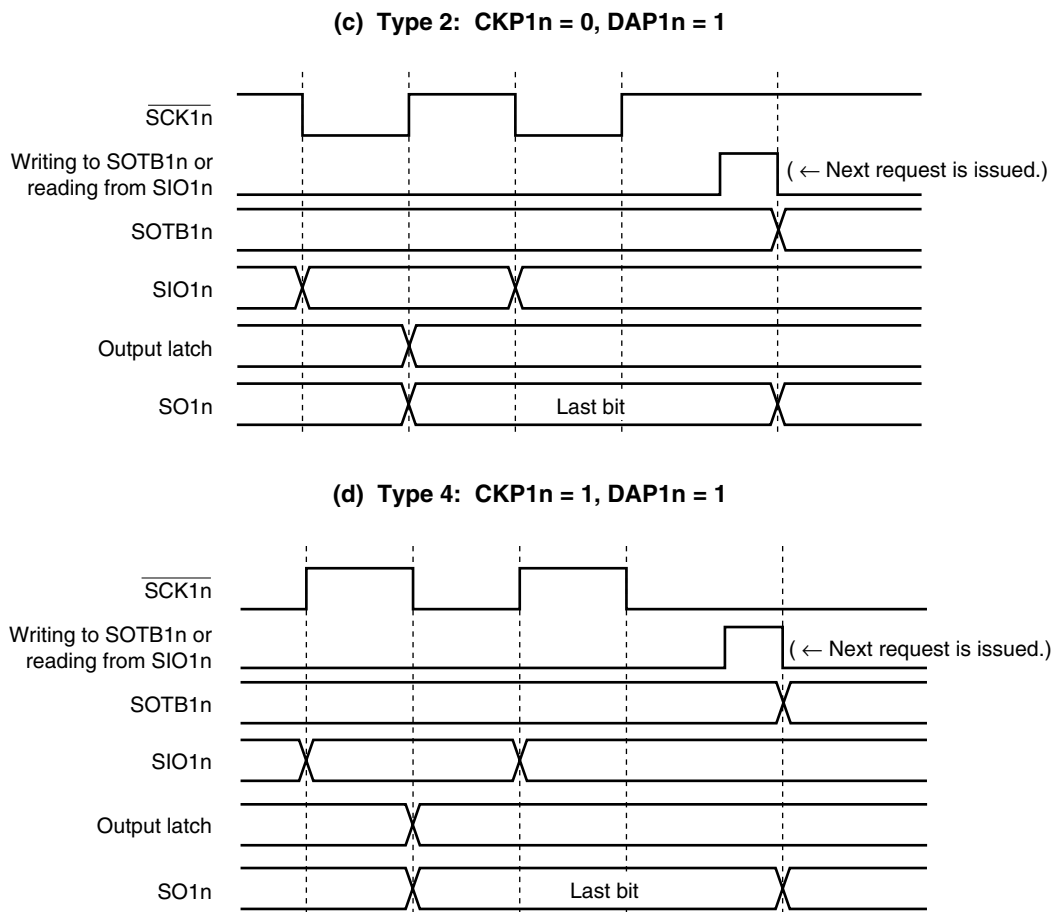 (c) Type 2: CKP1n = 0, DAP1n = 1
SCK1n
Writing to SOTB1n or
reading from SIO1n
( ← Next request is issued.)
SOTB1n
SIO1n
Output latch
SO1n
Last bit
(d) Type 4: CKP1n = 1, DAP1n = 1
SCK1n
Writing to SOTB1n or
reading from SIO1n
( ← Next request is issued.)
SOTB1n
SIO1n
Output latch
SO1n
Last bit